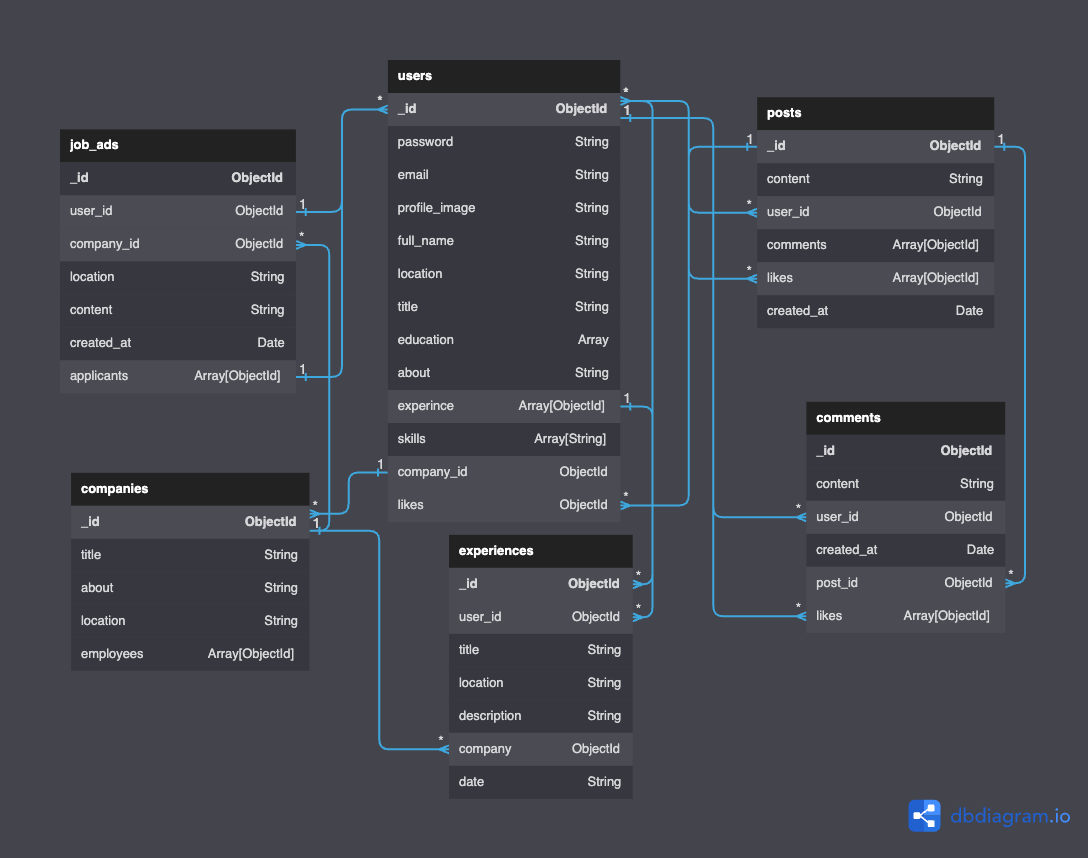 users
_id ObjectId
password String
email String
profile_image String
full_name String
location String
title String
education Array
about String
experince Array[ObjectId]
skills Array[String]
company_id ObjectId
likes ObjectId
job_ads
_id ObjectId
user_id ObjectId
company_id ObjectId
location String
content String
created_at Date
applicants Array[ObjectId]
posts
_id ObjectId
content String
user_id ObjectId
comments Array[ObjectId]
likes Array[ObjectId]
created_at Date
comments
_id ObjectId
content String
user_id ObjectId
created_at Date
post_id ObjectId
likes Array[ObjectId]
companies
_id ObjectId
title String
about String
location String
employees Array[ObjectId]
experiences
_id ObjectId
user_id ObjectId
title String
location String
description String
company ObjectId
date String
*
*
1
1
*
1
1
*
1
*
1
1
*
*
1
*
*
*
*
*
*
*
1
dbdiagram.io